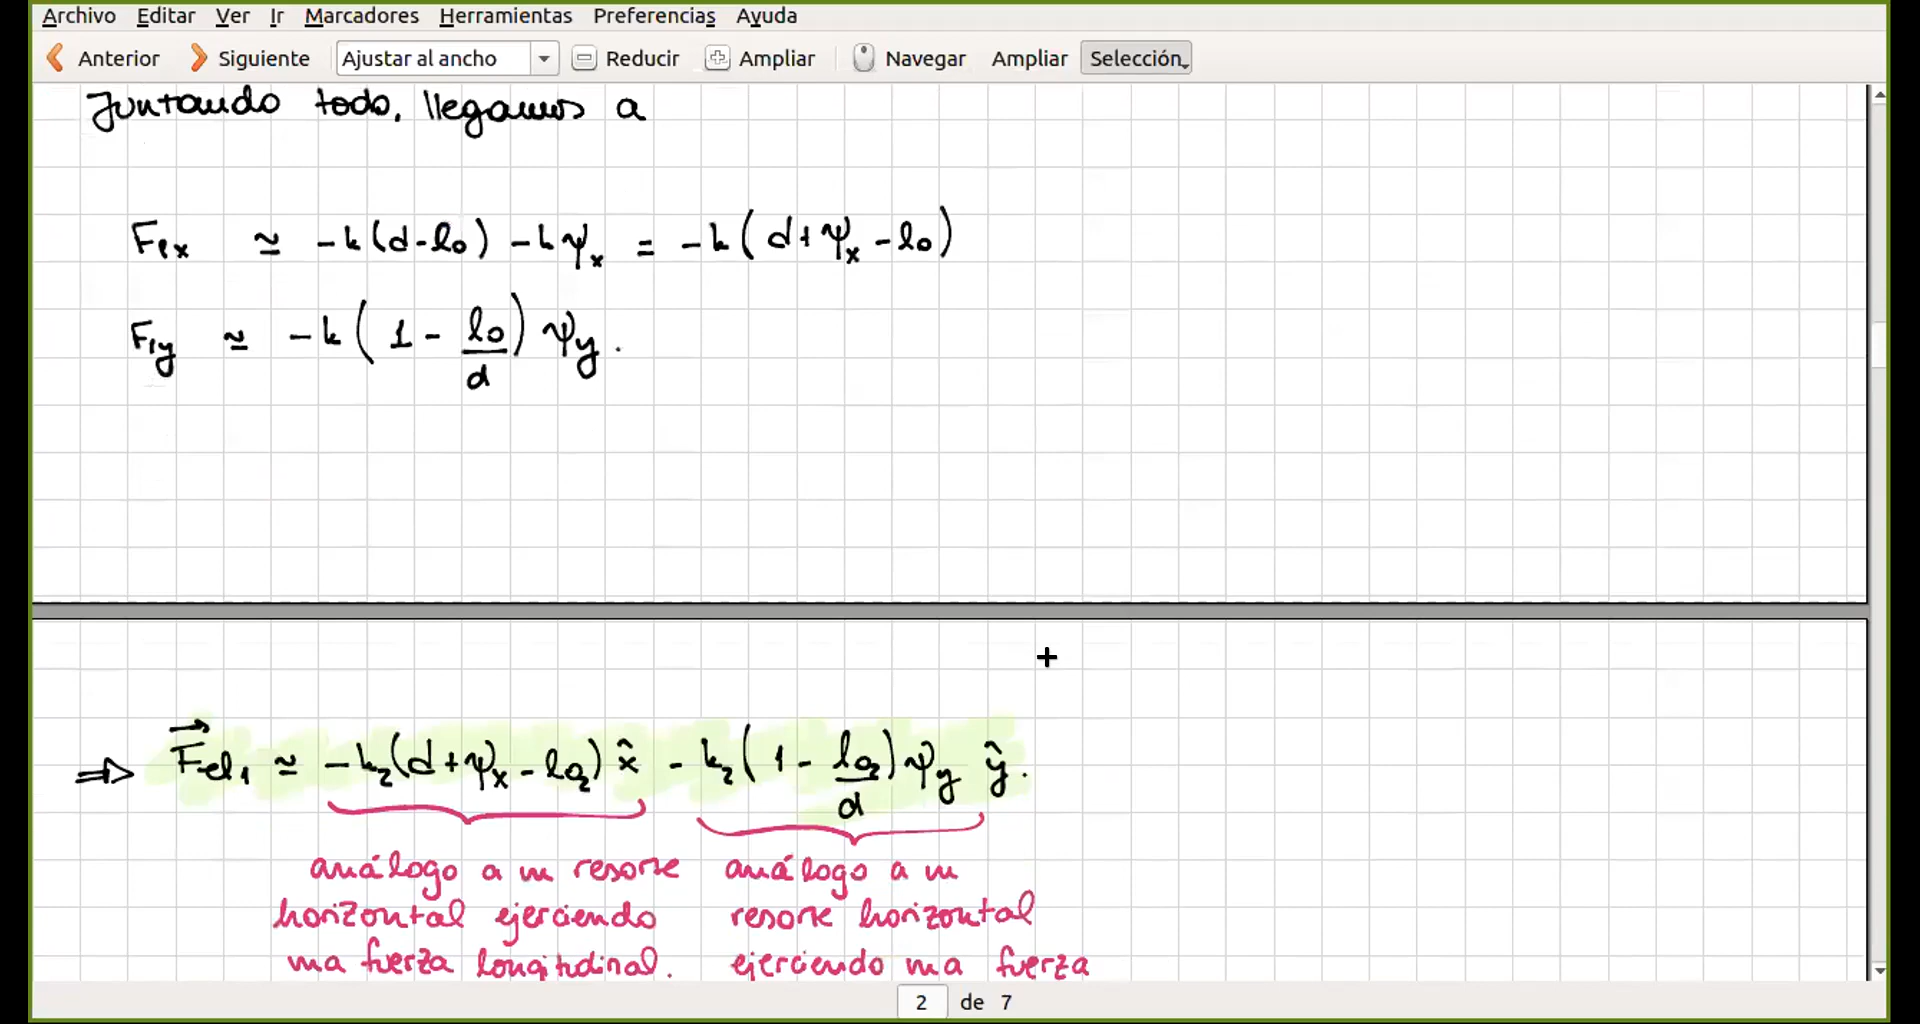 Archivo Editar Ver Ir Marcadores Herramientas Preferencias Ayuda
Anterior Siguiente Ajustar al ancho Reducir Ampliar Navegar Ampliar Selección
Juntando todo, llegamos a
F₁x ≃ -k(d-l₀) -kψx = -k(d+ψx-l₀)
F₁y ≃ -k(1 - l₀/d) ψy.
⇒ F⃗el₁ ≃ -k₂(d+ψx-l₀₂) x̂ - k₂(1 - l₀₂/d) ψy ŷ.
análogo a un resorte análogo a un
horizontal ejerciendo resorte horizontal
una fuerza longitudinal. ejerciendo una fuerza
2 de 7